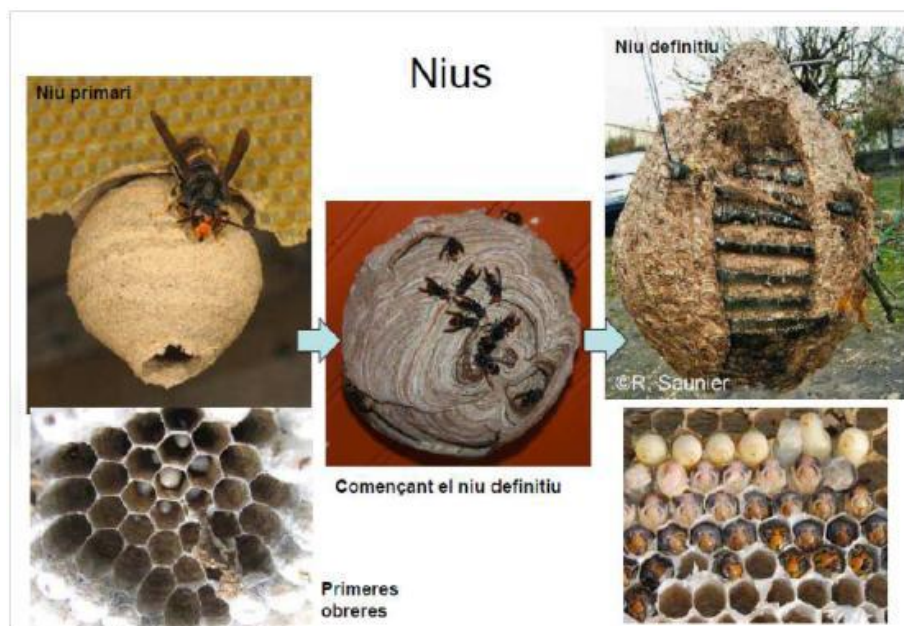 Nius
Niu primari
Niu definitiu
©R. Saunier
Començant el niu definitiu
Primeres
obreres